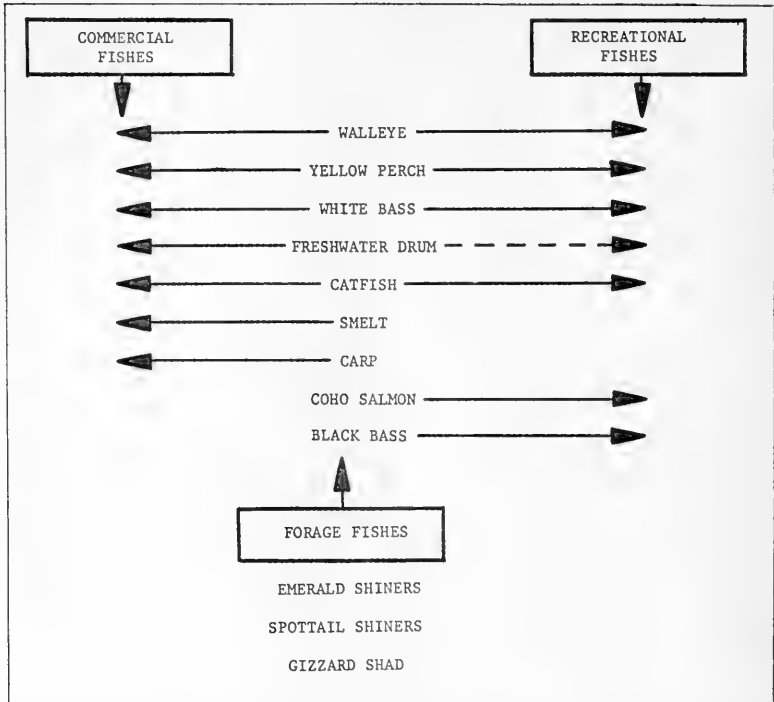 COMMERCIAL
FISHES
RECREATIONAL
FISHES
WALLEYE
YELLOW PERCH
WHITE BASS
FRESHWATER DRUM
CATFISH
SMELT
CARP
COHO SALMON
BLACK BASS
FORAGE FISHES
EMERALD SHINERS
SPOTTAIL SHINERS
GIZZARD SHAD